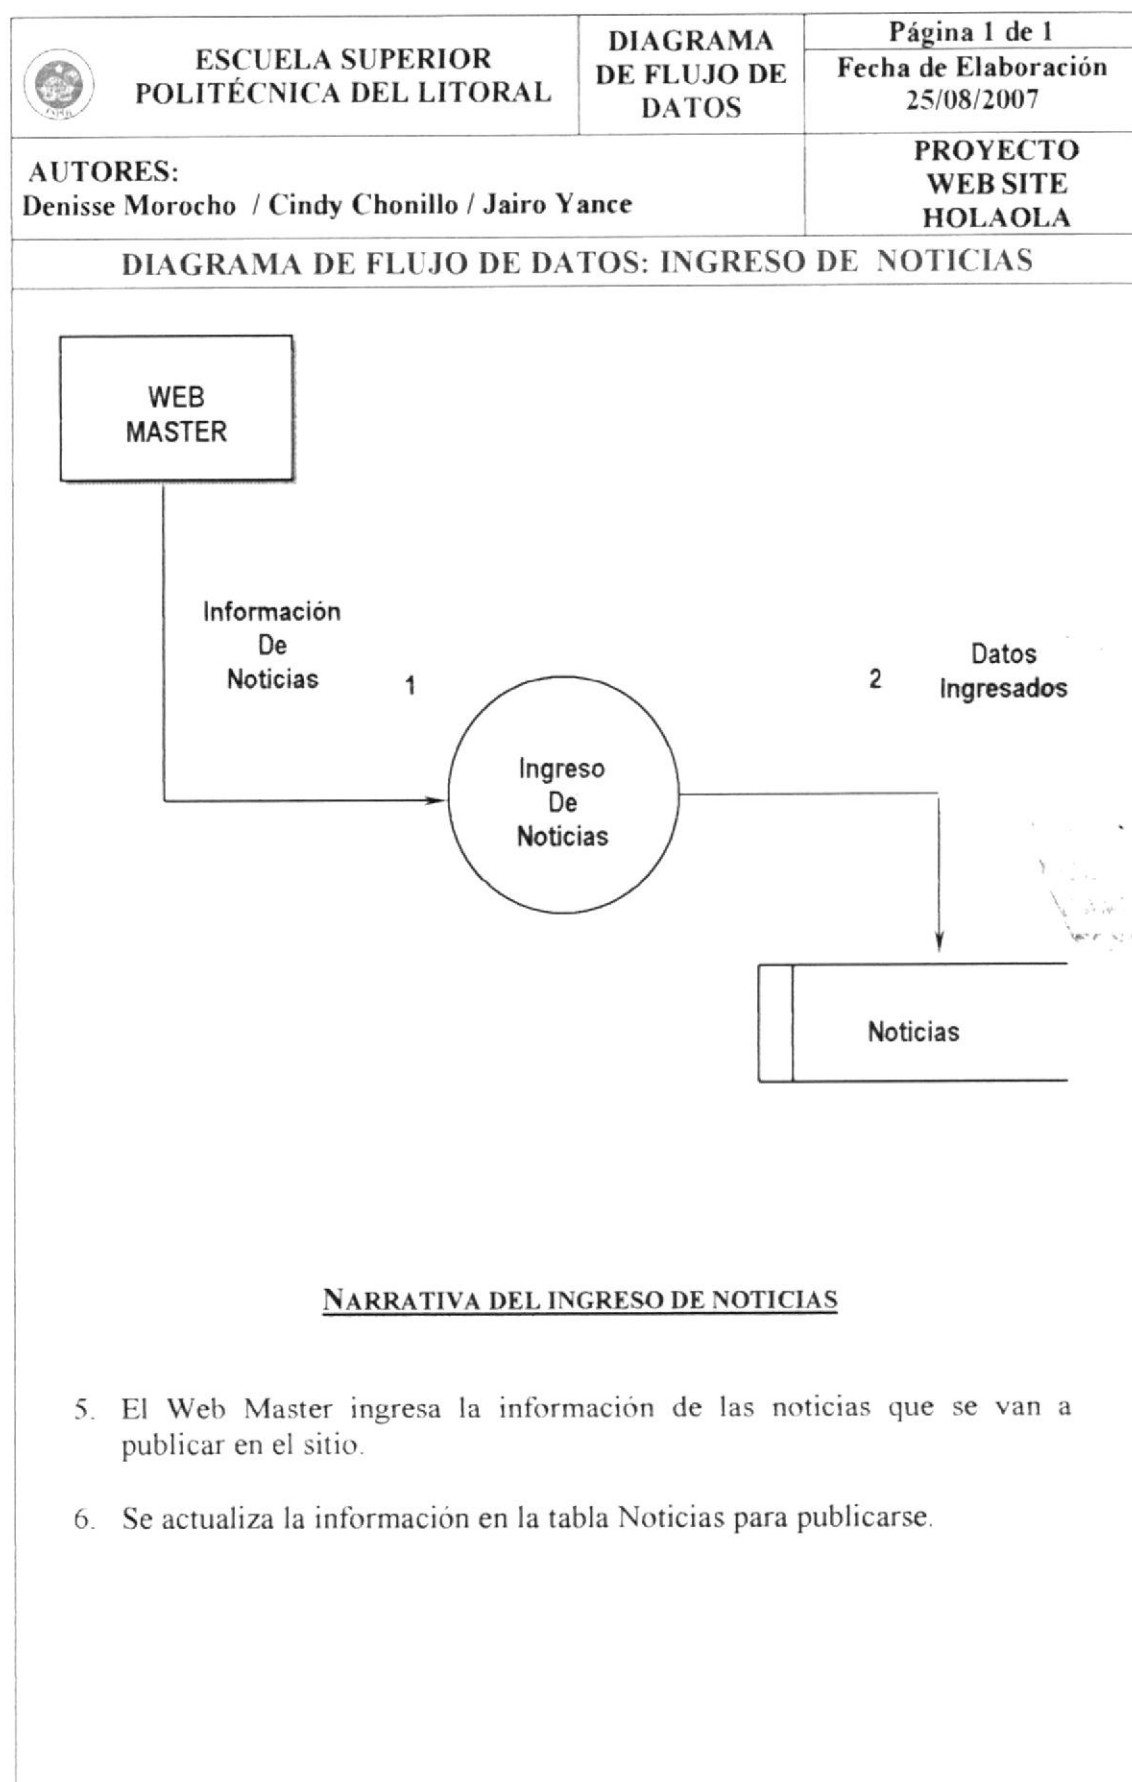 ESCUELA SUPERIOR
POLITÉCNICA DEL LITORAL
DIAGRAMA
DE FLUJO DE
DATOS
Página 1 de 1
Fecha de Elaboración
25/08/2007
AUTORES:
Denisse Morocho / Cindy Chonillo / Jairo Yance
PROYECTO
WEB SITE
HOLAOLA
DIAGRAMA DE FLUJO DE DATOS: INGRESO DE NOTICIAS
WEB
MASTER
Información
De
Noticias
1
2
Datos
Ingresados
Ingreso
De
Noticias
Noticias
NARRATIVA DEL INGRESO DE NOTICIAS
5. El Web Master ingresa la información de las noticias que se van a
publicar en el sitio.
6. Se actualiza la información en la tabla Noticias para publicarse.